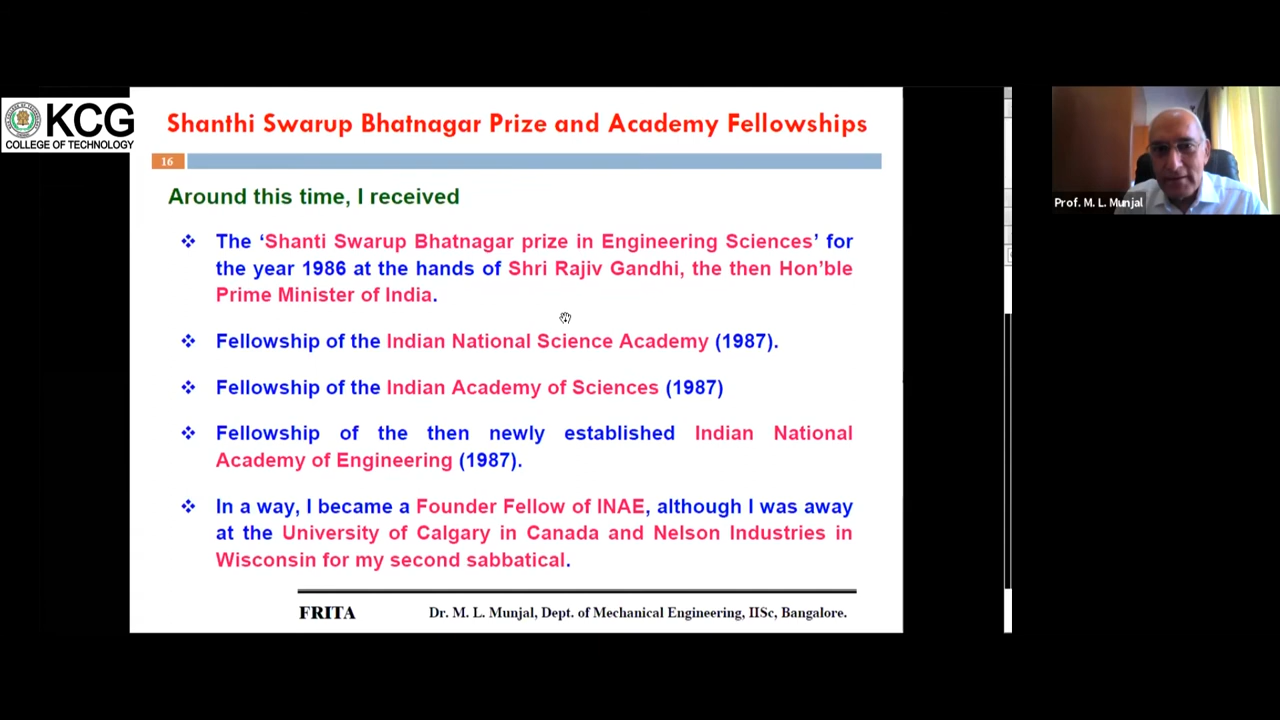 KCG
COLLEGE OF TECHNOLOGY
Shanthi Swarup Bhatnagar Prize and Academy Fellowships
16
Around this time, I received
❖ The ‘Shanti Swarup Bhatnagar prize in Engineering Sciences’ for
the year 1986 at the hands of Shri Rajiv Gandhi, the then Hon’ble
Prime Minister of India.
❖ Fellowship of the Indian National Science Academy (1987).
❖ Fellowship of the Indian Academy of Sciences (1987)
❖ Fellowship of the then newly established Indian National
Academy of Engineering (1987).
❖ In a way, I became a Founder Fellow of INAE, although I was away
at the University of Calgary in Canada and Nelson Industries in
Wisconsin for my second sabbatical.
FRITA Dr. M. L. Munjal, Dept. of Mechanical Engineering, IISc, Bangalore.
Prof. M. L. Munjal